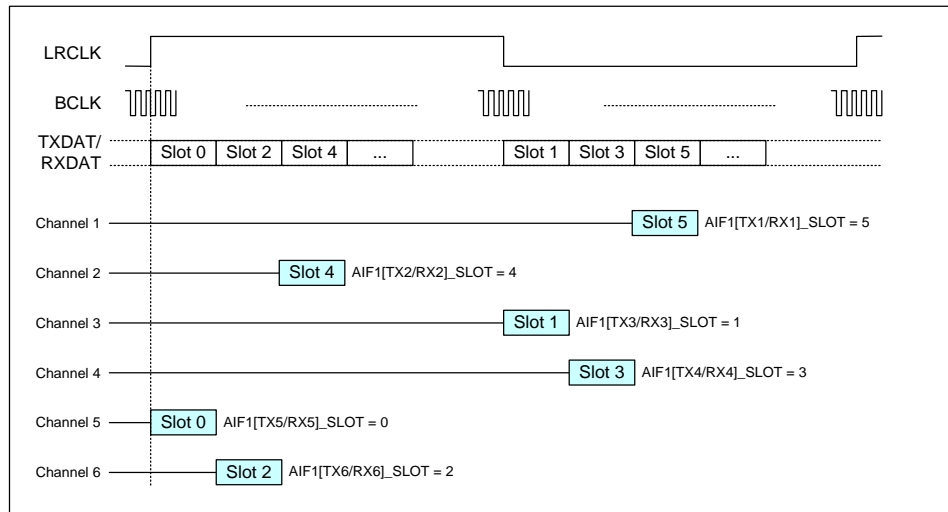 LRCLK
BCLK
TXDAT/
RXDAT
Slot 0 Slot 2 Slot 4 ... Slot 1 Slot 3 Slot 5 ...
Channel 1 Slot 5 AIF1[TX1/RX1]_SLOT = 5
Channel 2 Slot 4 AIF1[TX2/RX2]_SLOT = 4
Channel 3 Slot 1 AIF1[TX3/RX3]_SLOT = 1
Channel 4 Slot 3 AIF1[TX4/RX4]_SLOT = 3
Channel 5 Slot 0 AIF1[TX5/RX5]_SLOT = 0
Channel 6 Slot 2 AIF1[TX6/RX6]_SLOT = 2